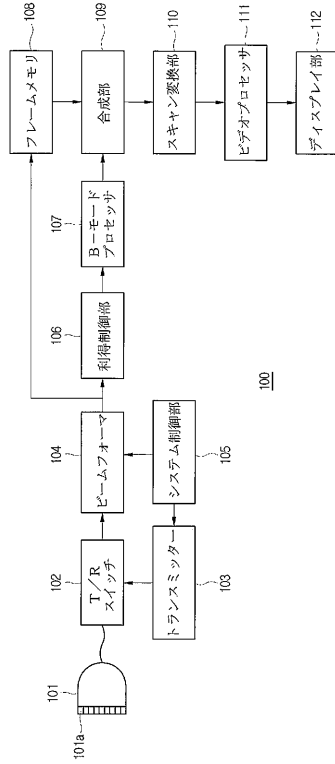 101a
101
102
T/R
スイッチ
103
トランスミッター
104
ビームフォーマ
105
システム制御部
106
利得制御部
107
B-モード
プロセッサ
108
フレームメモリ
109
合成部
110
スキャン変換部
111
ビデオプロセッサ
112
ディスプレイ部
100